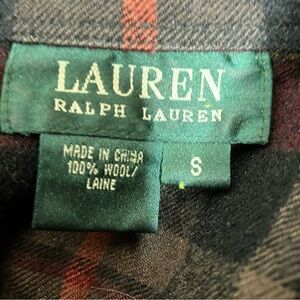 LAUREN
RALPH LAUREN
MADE IN CHINA
100% WOOL/
LAINE
S